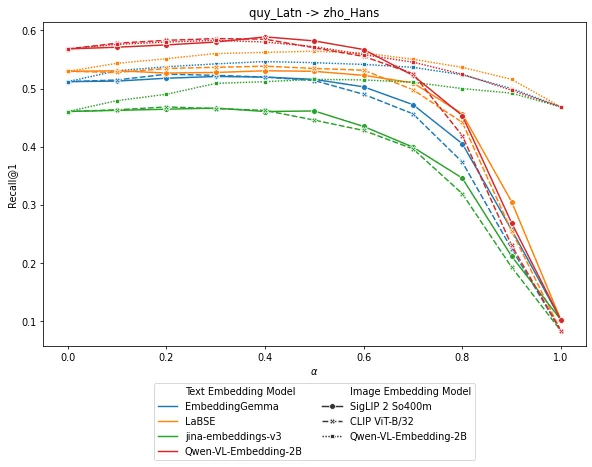 quy_Latn -> zho_Hans
Recall@1
0.6
0.5
0.4
0.3
0.2
0.1
0.0 0.2 0.4 0.6 0.8 1.0
α
Text Embedding Model
EmbeddingGemma
LaBSE
jina-embeddings-v3
Qwen-VL-Embedding-2B
Image Embedding Model
SigLIP 2 So400m
CLIP ViT-B/32
Qwen-VL-Embedding-2B